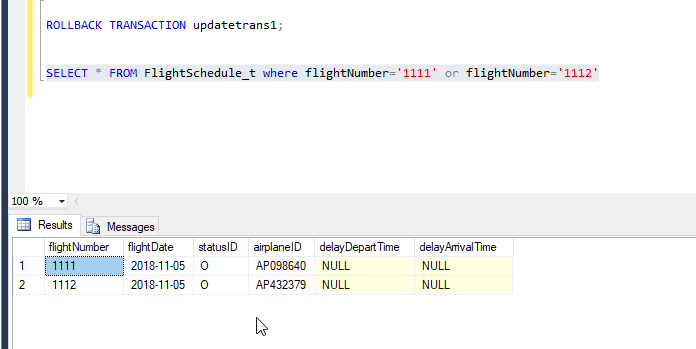 ROLLBACK TRANSACTION updatetrans1;
SELECT * FROM FlightSchedule_t where flightNumber='1111' or flightNumber='1112'
100 %
Results Messages
flightNumber flightDate statusID airplaneID delayDepartTime delayArrivalTime
1 1111 2018-11-05 O AP098640 NULL NULL
2 1112 2018-11-05 O AP432379 NULL NULL